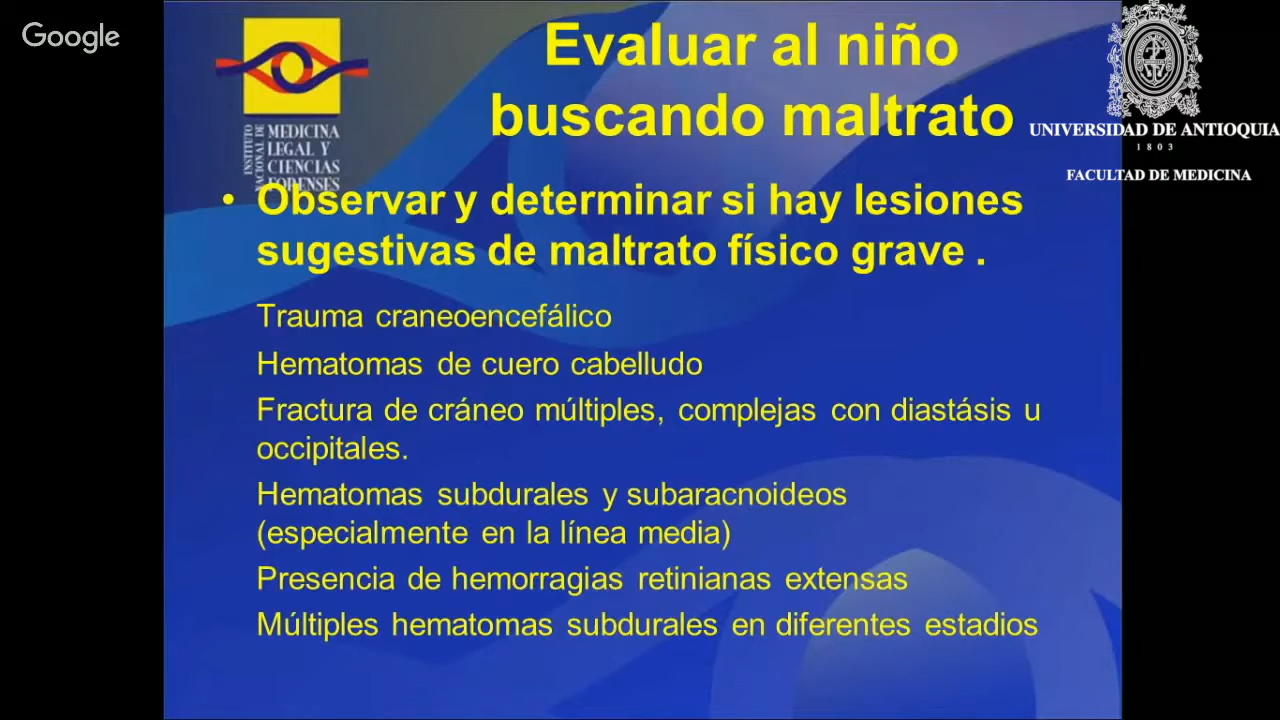 Google
Evaluar al niño
buscando maltrato
INSTITUTO
NACIONAL DE
MEDICINA
LEGAL Y
CIENCIAS
FORENSES
UNIVERSIDAD DE ANTIOQUIA
1803
FACULTAD DE MEDICINA
• Observar y determinar si hay lesiones
sugestivas de maltrato físico grave .
Trauma craneoencefálico
Hematomas de cuero cabelludo
Fractura de cráneo múltiples, complejas con diastásis u
occipitales.
Hematomas subdurales y subaracnoideos
(especialmente en la línea media)
Presencia de hemorragias retinianas extensas
Múltiples hematomas subdurales en diferentes estadios